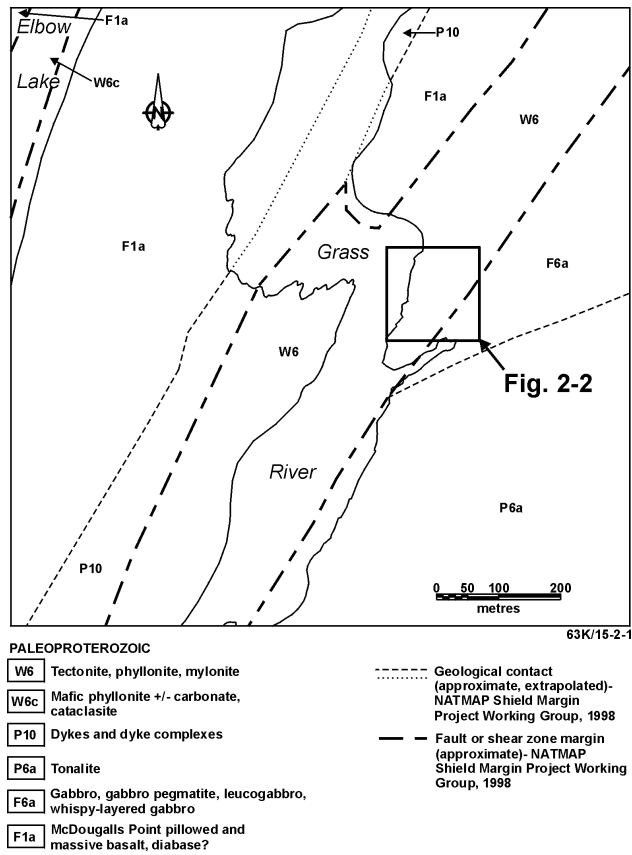 Elbow
F1a
P10
Lake
W6c
F1a
W6
N
F1a
Grass
F6a
W6
Fig. 2-2
River
P6a
P10
0 50 100 200
metres
63K/15-2-1
PALEOPROTEROZOIC
W6 Tectonite, phyllonite, mylonite
W6c Mafic phyllonite +/- carbonate,
cataclasite
P10 Dykes and dyke complexes
P6a Tonalite
F6a Gabbro, gabbro pegmatite, leucogabbro,
whispy-layered gabbro
F1a McDougalls Point pillowed and
massive basalt, diabase?
Geological contact
(approximate, extrapolated)-
NATMAP Shield Margin
Project Working Group, 1998
Fault or shear zone margin
(approximate)- NATMAP
Shield Margin Project Working
Group, 1998